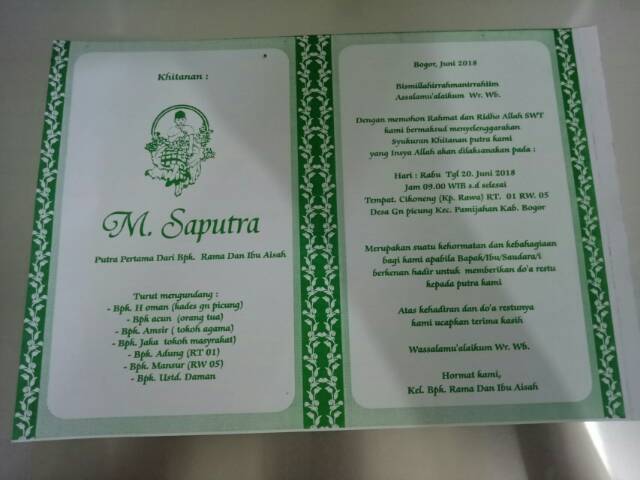 Khitanan :
M. Saputra
Putra Pertama Dari Bpk. Rama Dan Ibu Aisah
Turut mengundang :
- Bpk. H oman (kades gn picung)
- Bpk acun (orang tua)
- Bpk. Amsir ( tokoh agama)
- Bpk. Jaka tokoh masyrakat)
- Bpk. Adung (RT 01)
- Bpk. Mansur (RW 05)
- Bpk. Ustd. Daman
Bogor, Juni 2018
Bismillahirrahmanirrahiim
Assalamu'alaikum Wr. Wb.
Dengan memohon Rahmat dan Ridho Allah SWT
kami bermaksud menyelenggarakan
Syukuran Khitanan putra kami
yang Insya Allah akan dilaksanakan pada :
Hari : Rabu Tgl 20. Juni 2018
Jam 09.00 WIB s.d selesai
Tempat. Cikoneng (Kp. Rawa) RT. 01 RW. 05
Desa Gn picung Kec. Pamijahan Kab. Bogor
Merupakan suatu kehormatan dan kebahagiaan
bagi kami apabila Bapak/Ibu/Saudara/i
berkenan hadir untuk memberikan do'a restu
kepada putra kami
Atas kehadiran dan do'a restunya
kami ucapkan terima kasih
Wassalamu'alaikum Wr. Wb.
Hormat kami,
Kel. Bpk. Rama Dan Ibu Aisah